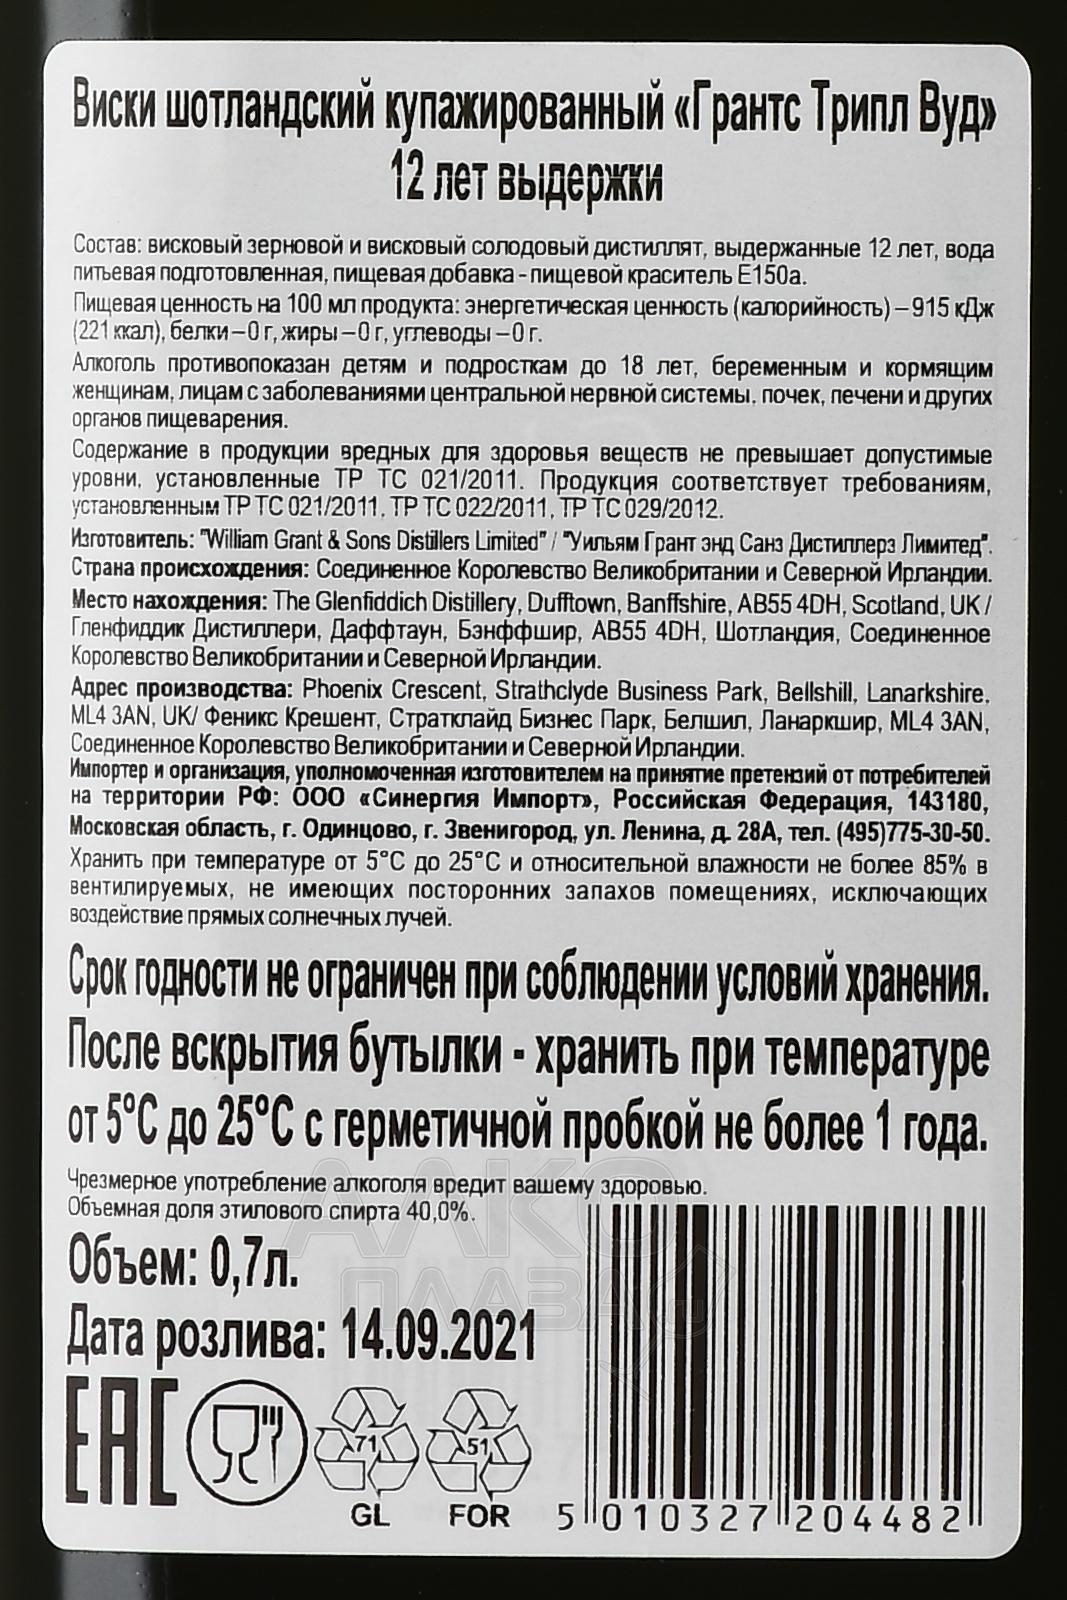 Виски шотландский купажированный «Грантс Трипл Вуд»
12 лет выдержки
Состав: висковый зерновой и висковый солодовый дистиллят, выдержанные 12 лет, вода
питьевая подготовленная, пищевая добавка - пищевой краситель Е150а.
Пищевая ценность на 100 мл продукта: энергетическая ценность (калорийность) – 915 кДж
(221 ккал), белки – 0 г, жиры – 0 г, углеводы – 0 г.
Алкоголь противопоказан детям и подросткам до 18 лет, беременным и кормящим
женщинам, лицам с заболеваниями центральной нервной системы, почек, печени и других
органов пищеварения.
Содержание в продукции вредных для здоровья веществ не превышает допустимые
уровни, установленные ТР ТС 021/2011. Продукция соответствует требованиям,
установленным ТР ТС 021/2011, ТР ТС 022/2011, ТР ТС 029/2012.
Изготовитель: "William Grant & Sons Distillers Limited" / "Уильям Грант энд Санз Дистиллерз Лимитед".
Страна происхождения: Соединенное Королевство Великобритании и Северной Ирландии.
Место нахождения: The Glenfiddich Distillery, Dufftown, Banffshire, AB55 4DH, Scotland, UK /
Гленфиддик Дистиллери, Даффтаун, Бэнффшир, AB55 4DH, Шотландия, Соединенное
Королевство Великобритании и Северной Ирландии.
Адрес производства: Phoenix Crescent, Strathclyde Business Park, Bellshill, Lanarkshire,
ML4 3AN, UK/ Феникс Крешент, Стратклайд Бизнес Парк, Белшил, Ланаркшир, ML4 3AN,
Соединенное Королевство Великобритании и Северной Ирландии.
Импортер и организация, уполномоченная изготовителем на принятие претензий от потребителей
на территории РФ: ООО «Синергия Импорт», Российская Федерация, 143180,
Московская область, г. Одинцово, г. Звенигород, ул. Ленина, д. 28А, тел. (495)775-30-50.
Хранить при температуре от 5°С до 25°С и относительной влажности не более 85% в
вентилируемых, не имеющих посторонних запахов помещениях, исключающих
воздействие прямых солнечных лучей.
Срок годности не ограничен при соблюдении условий хранения.
После вскрытия бутылки - хранить при температуре
от 5°С до 25°С с герметичной пробкой не более 1 года.
Чрезмерное употребление алкоголя вредит вашему здоровью.
Объемная доля этилового спирта 40,0%.
Объем: 0,7л.
Дата розлива: 14.09.2021
АЛКО
ПЛАЗА
.ru
ЕАС
71
GL
51
FOR
5 010327 204482